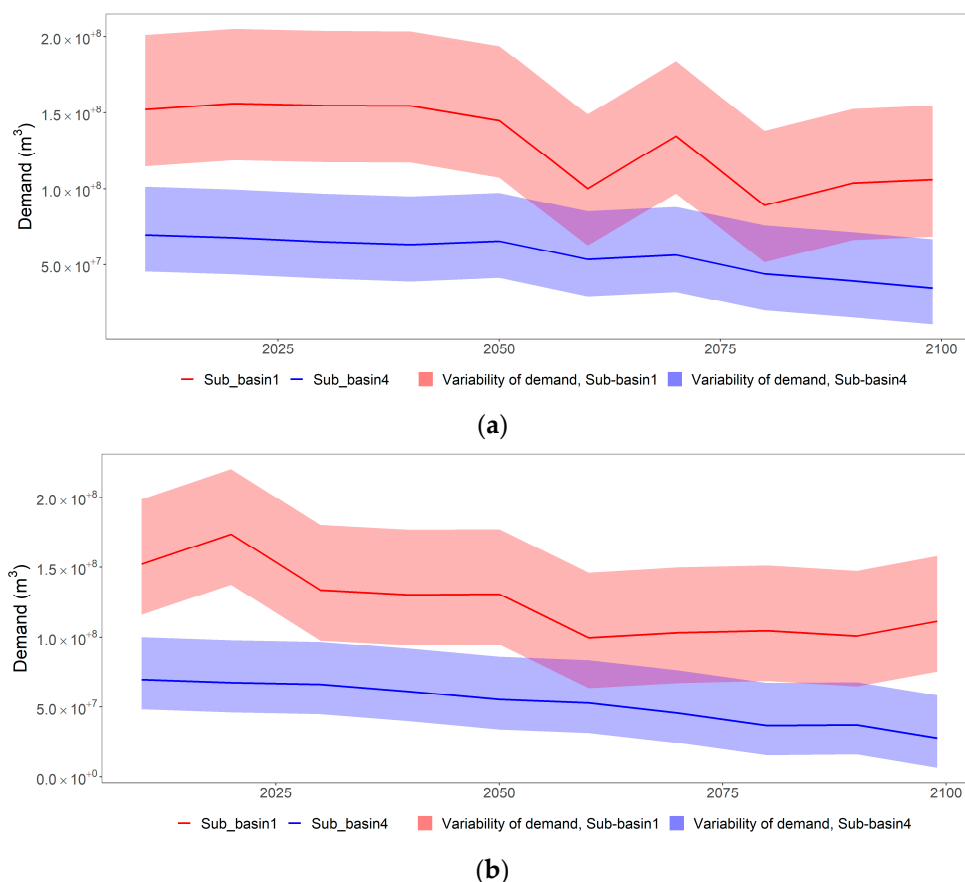 2.0 × 10⁺⁸
1.5 × 10⁺⁸
1.0 × 10⁺⁸
5.0 × 10⁺⁷
Demand (m³)
2025 2050 2075 2100
Sub_basin1 Sub_basin4 Variability of demand, Sub-basin1 Variability of demand, Sub-basin4
(a)
2.0 × 10⁺⁸
1.5 × 10⁺⁸
1.0 × 10⁺⁸
5.0 × 10⁺⁷
0.0 × 10⁺⁰
Demand (m³)
2025 2050 2075 2100
Sub_basin1 Sub_basin4 Variability of demand, Sub-basin1 Variability of demand, Sub-basin4
(b)